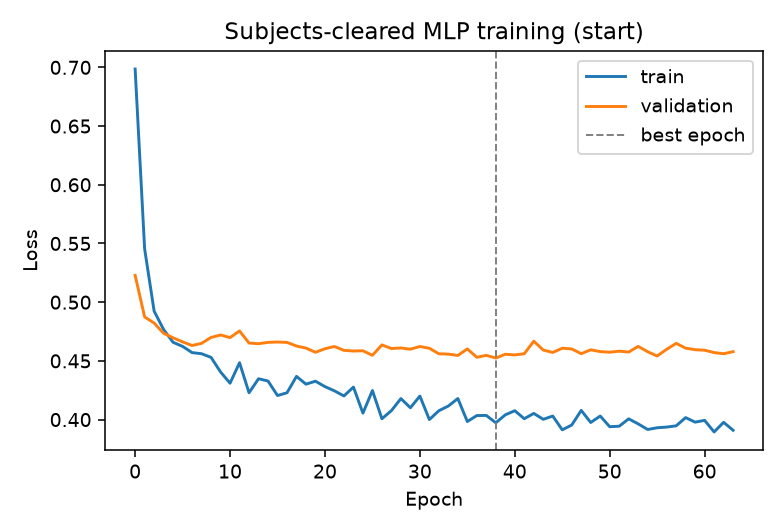 Subjects-cleared MLP training (start)
train
validation
best epoch
Loss
0.70
0.65
0.60
0.55
0.50
0.45
0.40
0 10 20 30 40 50 60
Epoch